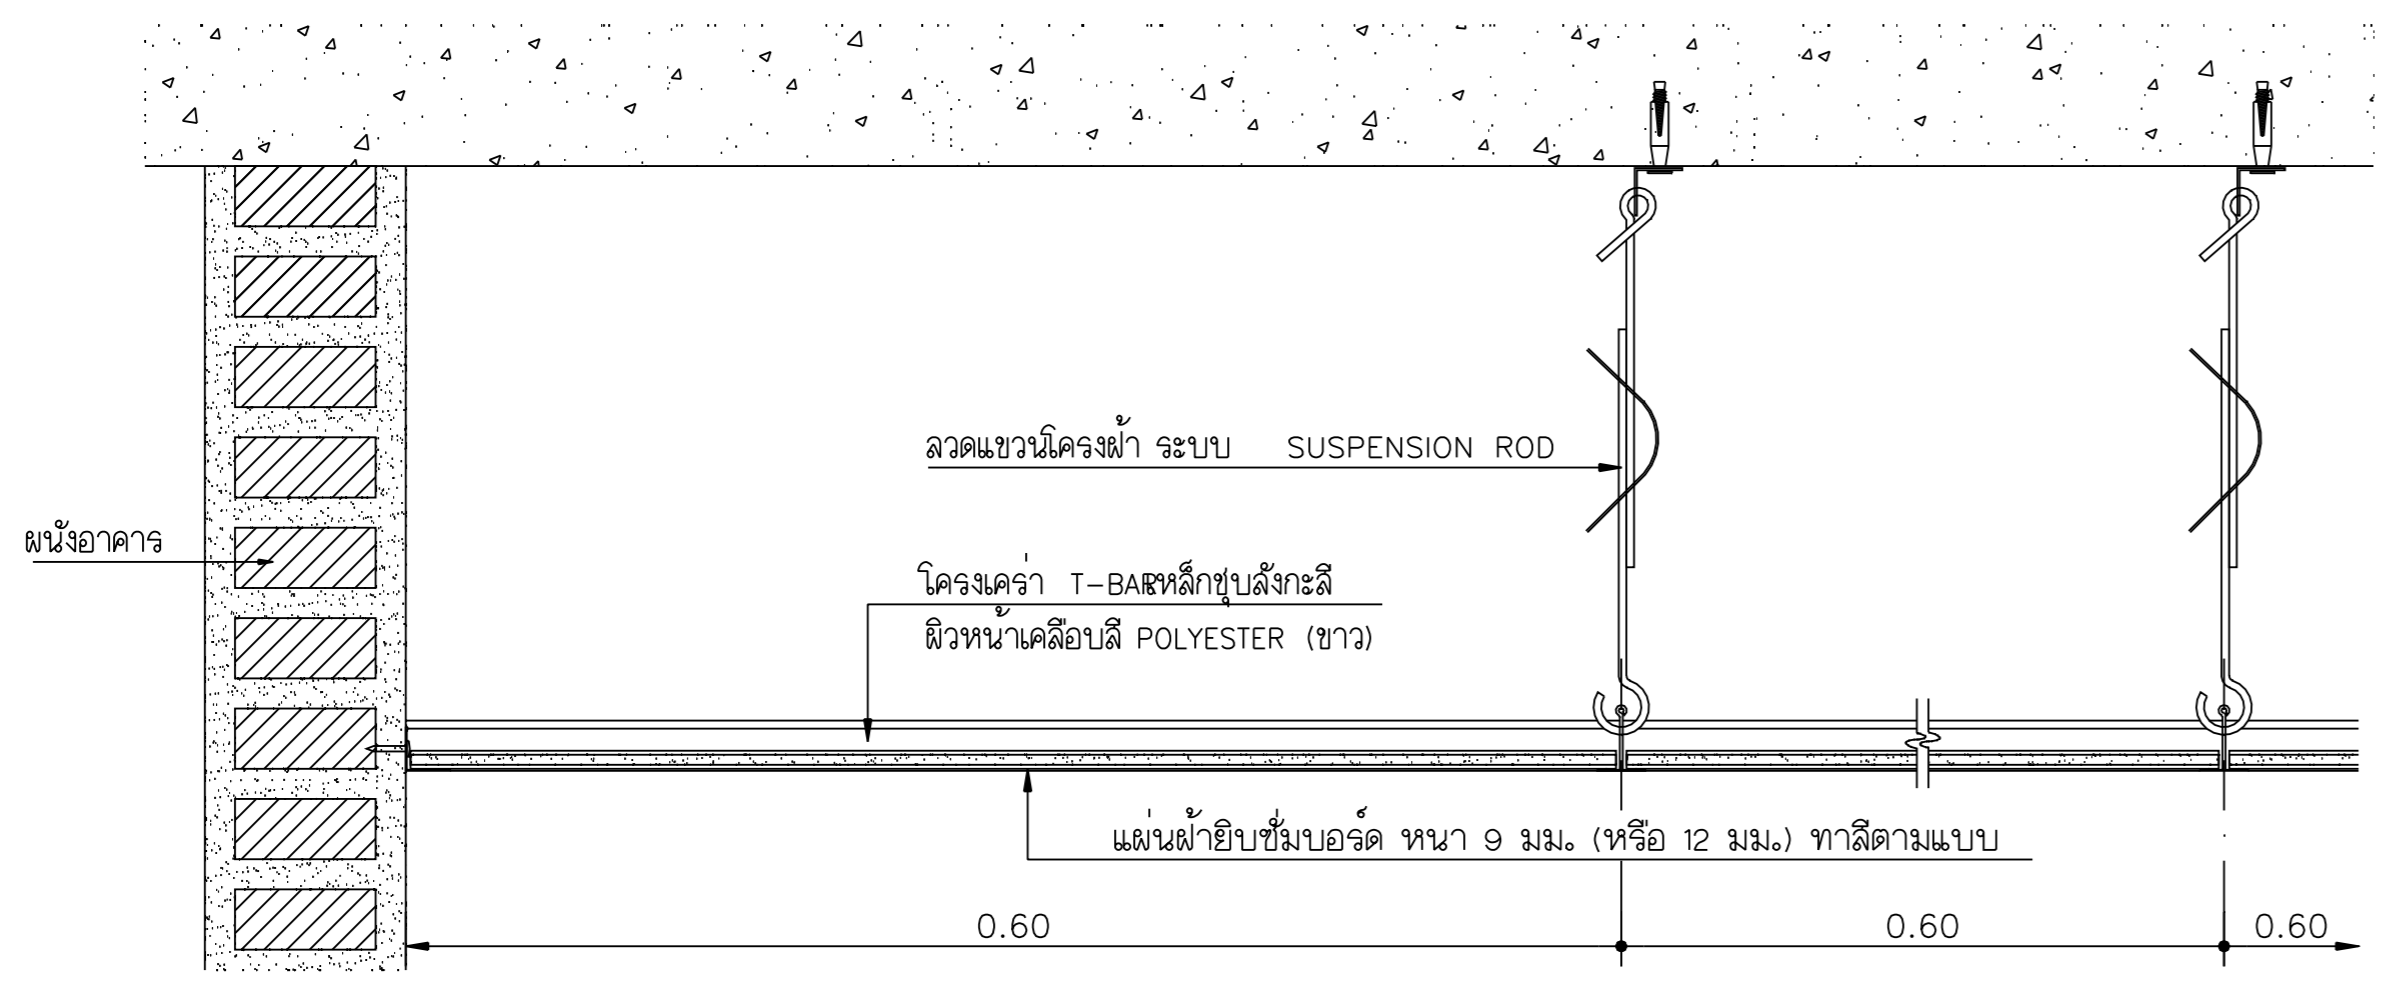 ลวดแขวนโครงฝ้า ระบบ SUSPENSION ROD
ผนังอาคาร
โครงเคร่า T-BARเหล็กชุบสังกะสี
ผิวหน้าเคลือบสี POLYESTER (ขาว)
แผ่นฝ้ายิบซั่มบอร์ด หนา 9 มม. (หรือ 12 มม.) ทาสีตามแบบ
0.60 0.60 0.60